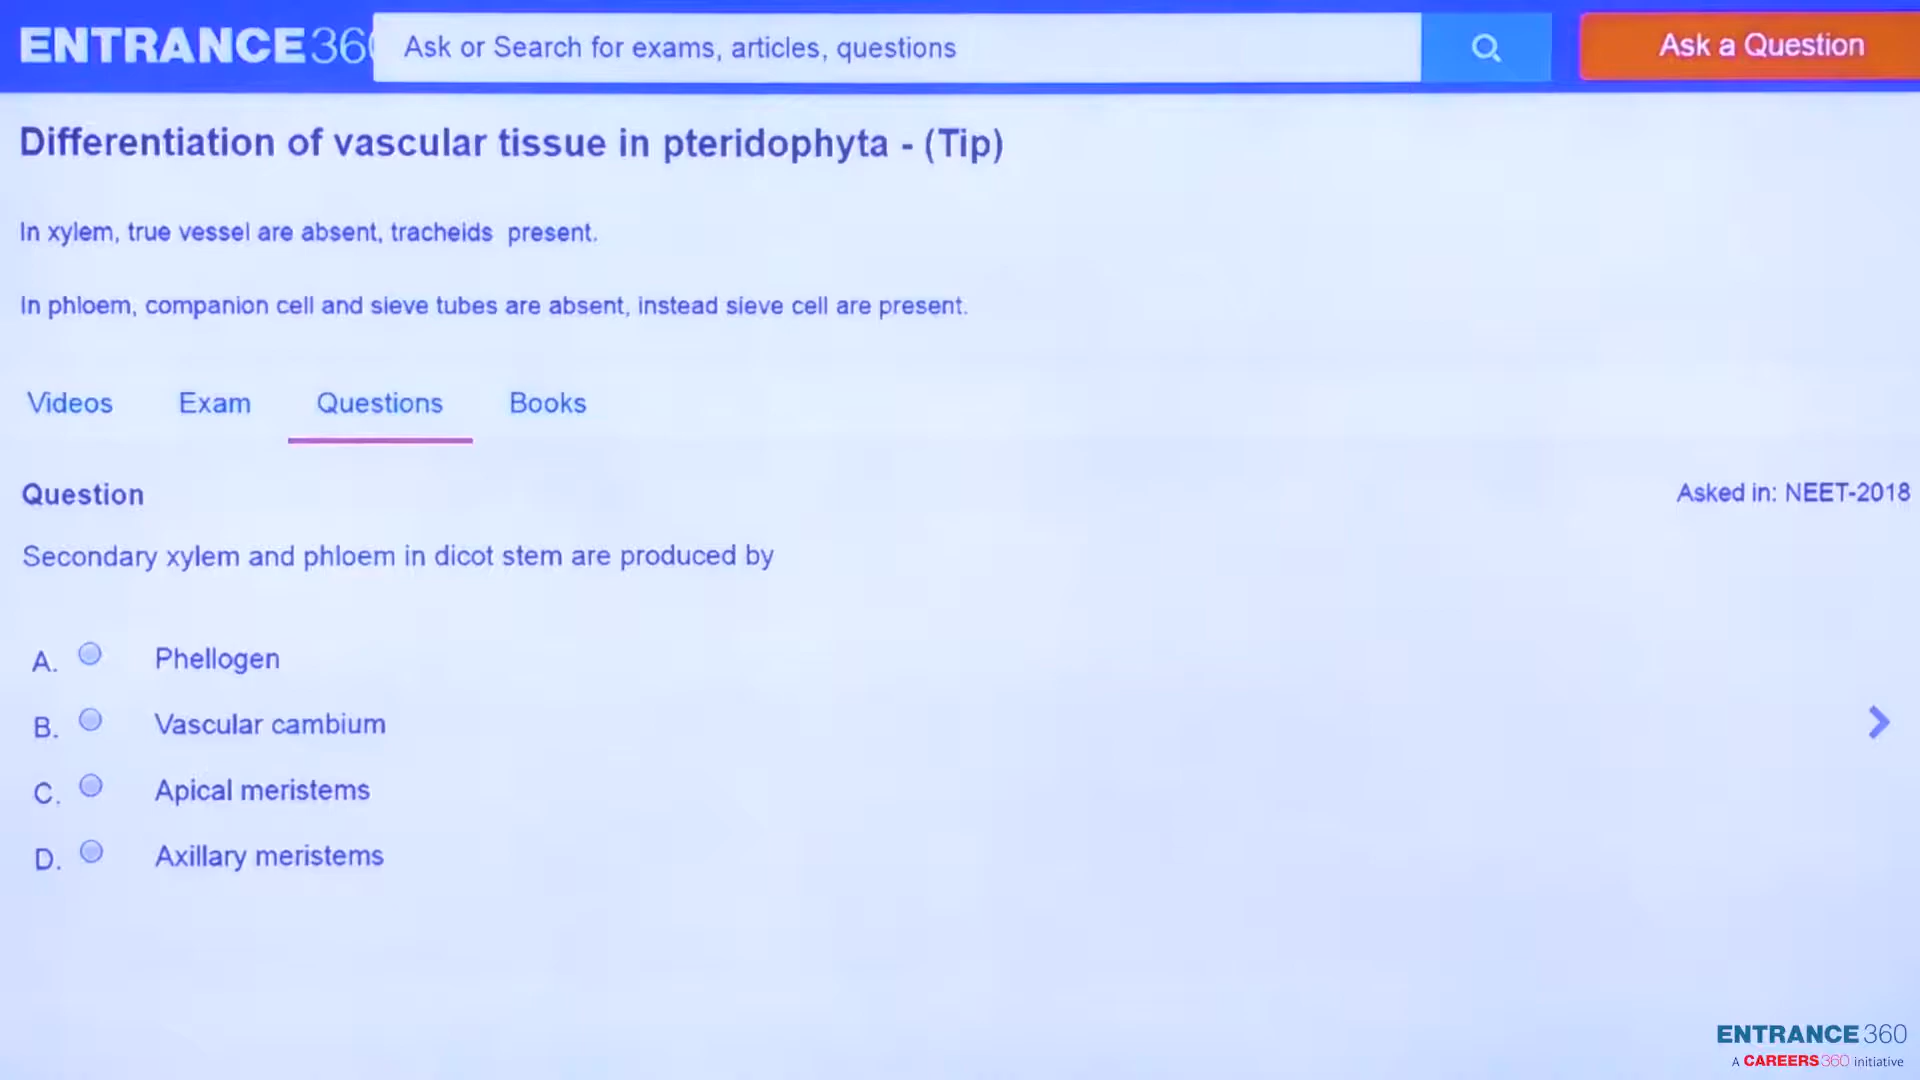 ENTRANCE360 Ask or Search for exams, articles, questions Ask a Question
Differentiation of vascular tissue in pteridophyta - (Tip)
In xylem, true vessel are absent, tracheids present.
In phloem, companion cell and sieve tubes are absent, instead sieve cell are present.
Videos Exam Questions Books
Question Asked in: NEET-2018
Secondary xylem and phloem in dicot stem are produced by
A. Phellogen
B. Vascular cambium
C. Apical meristems
D. Axillary meristems
ENTRANCE360
A CAREERS360 initiative